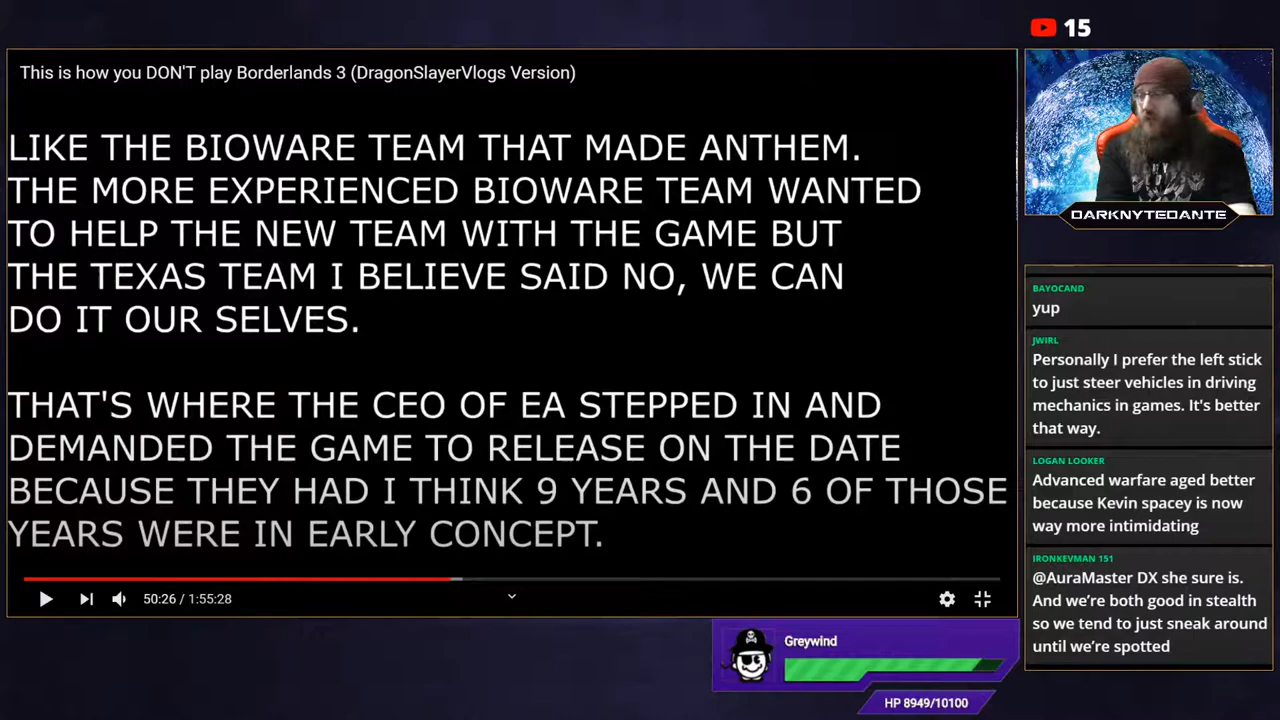 15
This is how you DON'T play Borderlands 3 (DragonSlayerVlogs Version)
LIKE THE BIOWARE TEAM THAT MADE ANTHEM.
THE MORE EXPERIENCED BIOWARE TEAM WANTED
TO HELP THE NEW TEAM WITH THE GAME BUT
THE TEXAS TEAM I BELIEVE SAID NO, WE CAN
DO IT OUR SELVES.
THAT'S WHERE THE CEO OF EA STEPPED IN AND
DEMANDED THE GAME TO RELEASE ON THE DATE
BECAUSE THEY HAD I THINK 9 YEARS AND 6 OF THOSE
YEARS WERE IN EARLY CONCEPT.
50:26 / 1:55:28
DARKNYTEDANTE
BAYOCAND
yup
JWIRL
Personally I prefer the left stick
to just steer vehicles in driving
mechanics in games. It's better
that way.
LOGAN LOOKER
Advanced warfare aged better
because Kevin spacey is now
way more intimidating
IRONKEVMAN 151
@AuraMaster DX she sure is.
And we’re both good in stealth
so we tend to just sneak around
until we’re spotted
Greywind
HP 8949/10100